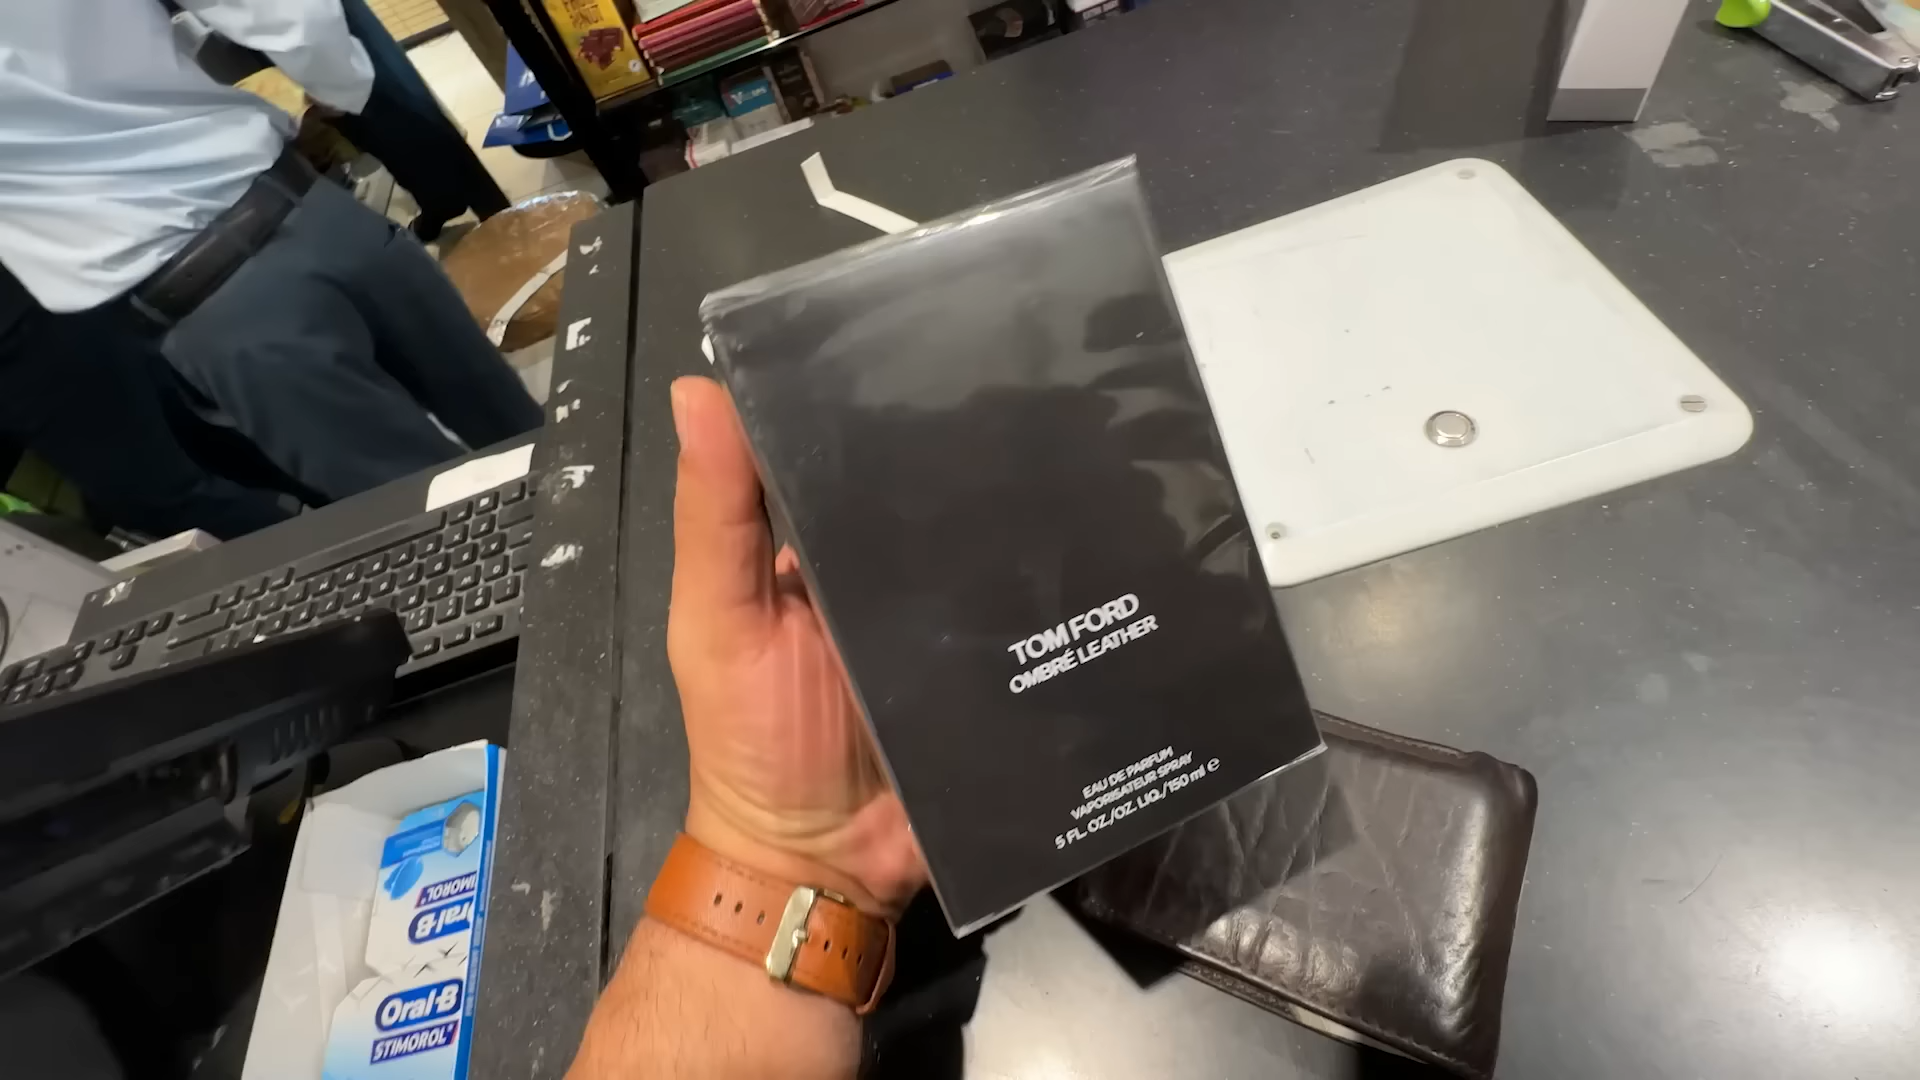 TOM FORD
OMBRÉ LEATHER
EAU DE PARFUM
VAPORISATEUR SPRAY
5 FL. OZ./OZ. LIQ./150 ml e
Oral-B
STIMOROL
Oral-B
STIMOROL